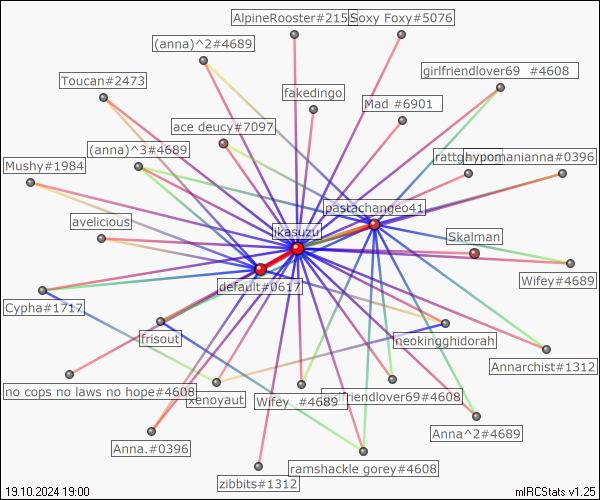 AlpineRooster#215
Soxy Foxy#5076
(anna)^2#4689
girlfriendlover69 #4608
Toucan#2473
fakedingo
Mad #6901
ace deucy#7097
(anna)^3#4689
hypomanianna#0396
Mushy#1984
pastachangeo41
avelicious
ikasuzu
Skalman
Wifey#4689
default#0617
Cypha#1717
frisout
neokingghidorah
Annarchist#1312
no cops no laws no hope#4608
xenoyaut
Wifey #4689
girlfriendlover69#4608
Anna^2#4689
Anna.#0396
ramshackle gorey#4608
zibbits#1312
19.10.2024 19:00
mIRCStats v1.25